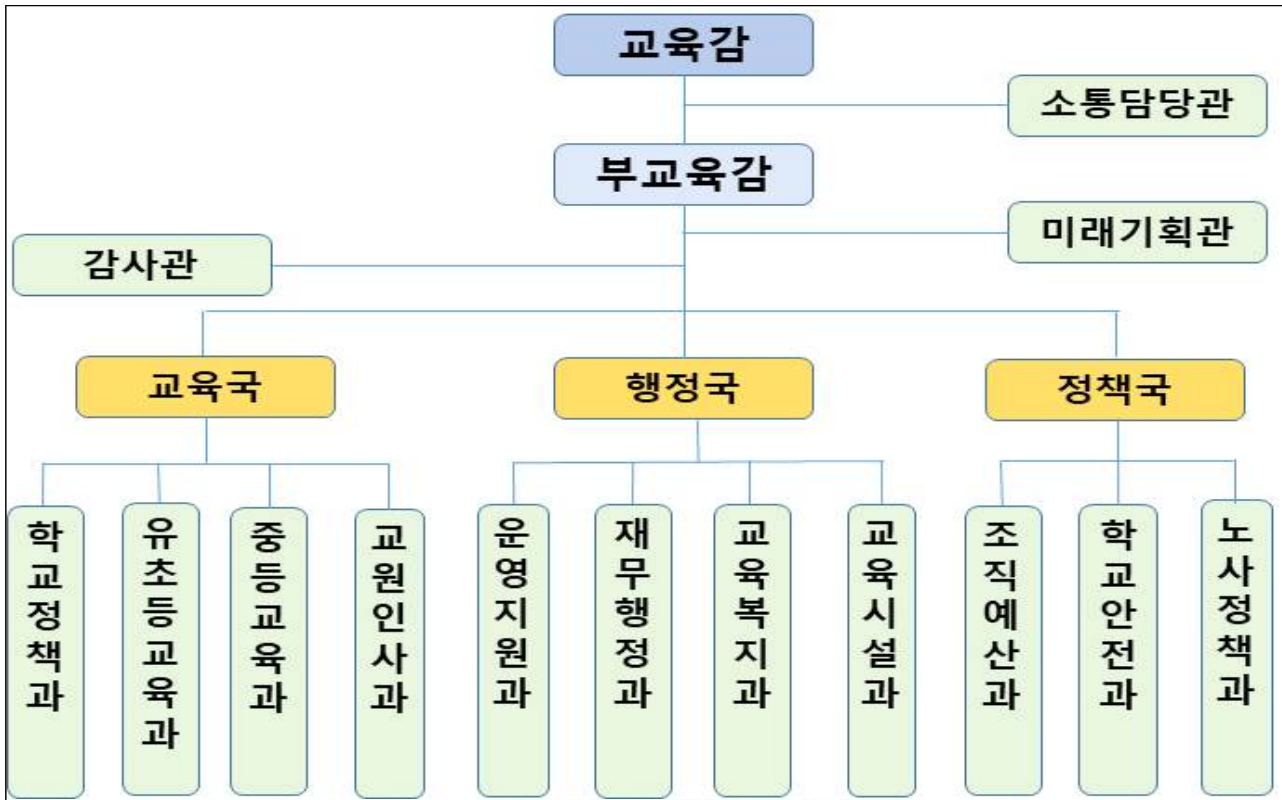 교육감
소통담당관
부교육감
미래기획관
감사관
교육국
행정국
정책국
학교정책과
유초등교육과
중등교육과
교원인사과
운영지원과
재무행정과
교육복지과
교육시설과
조직예산과
학교안전과
노사정책과